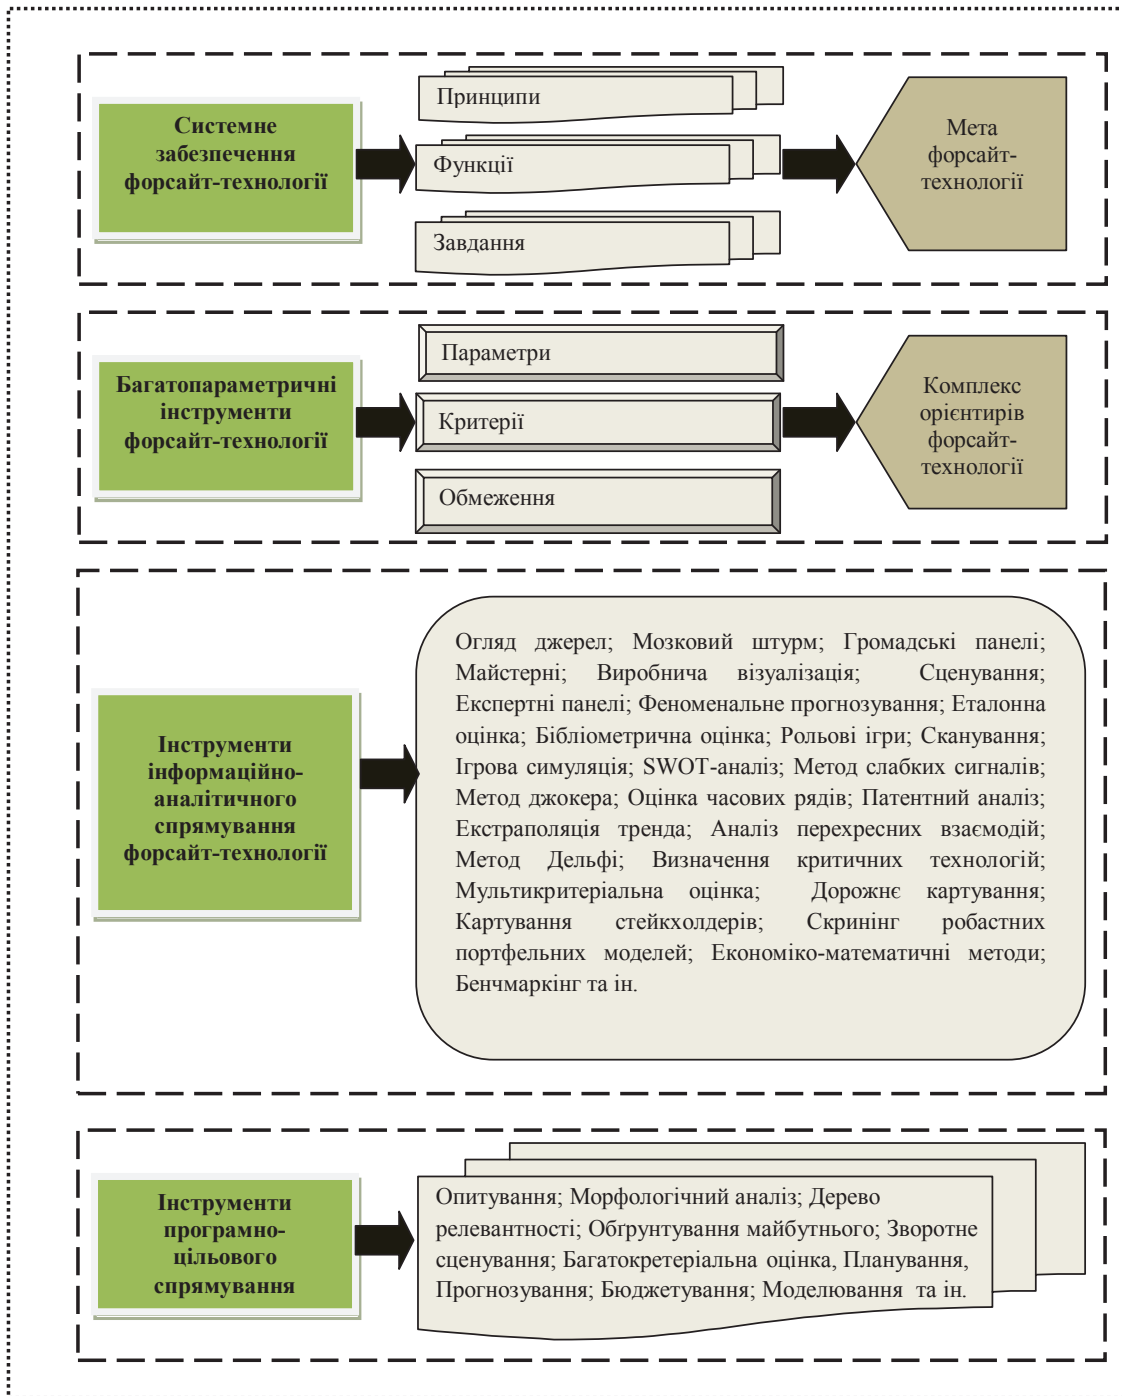 Системне
забезпечення
форсайт-технології
Принципи
Функції
Завдання
Мета
форсайт-
технології
Багатопараметричні
інструменти
форсайт-технології
Параметри
Критерії
Обмеження
Комплекс
орієнтирів
форсайт-
технології
Інструменти
інформаційно-
аналітичного
спрямування
форсайт-технології
Огляд джерел; Мозковий штурм; Громадські панелі;
Майстерні; Виробнича візуалізація; Сценування;
Експертні панелі; Феноменальне прогнозування; Еталонна
оцінка; Бібліометрична оцінка; Рольові ігри; Сканування;
Ігрова симуляція; SWOT-аналіз; Метод слабких сигналів;
Метод джокера; Оцінка часових рядів; Патентний аналіз;
Екстраполяція тренда; Аналіз перехресних взаємодій;
Метод Дельфі; Визначення критичних технологій;
Мультикритеріальна оцінка; Дорожнє картування;
Картування стейкхолдерів; Скринінг робастних
портфельних моделей; Економіко-математичні методи;
Бенчмаркінг та ін.
Інструменти
програмно-
цільового
спрямування
Опитування; Морфологічний аналіз; Дерево
релевантності; Обґрунтування майбутнього; Зворотне
сценування; Багатокретеріальна оцінка, Планування,
Прогнозування; Бюджетування; Моделювання та ін.